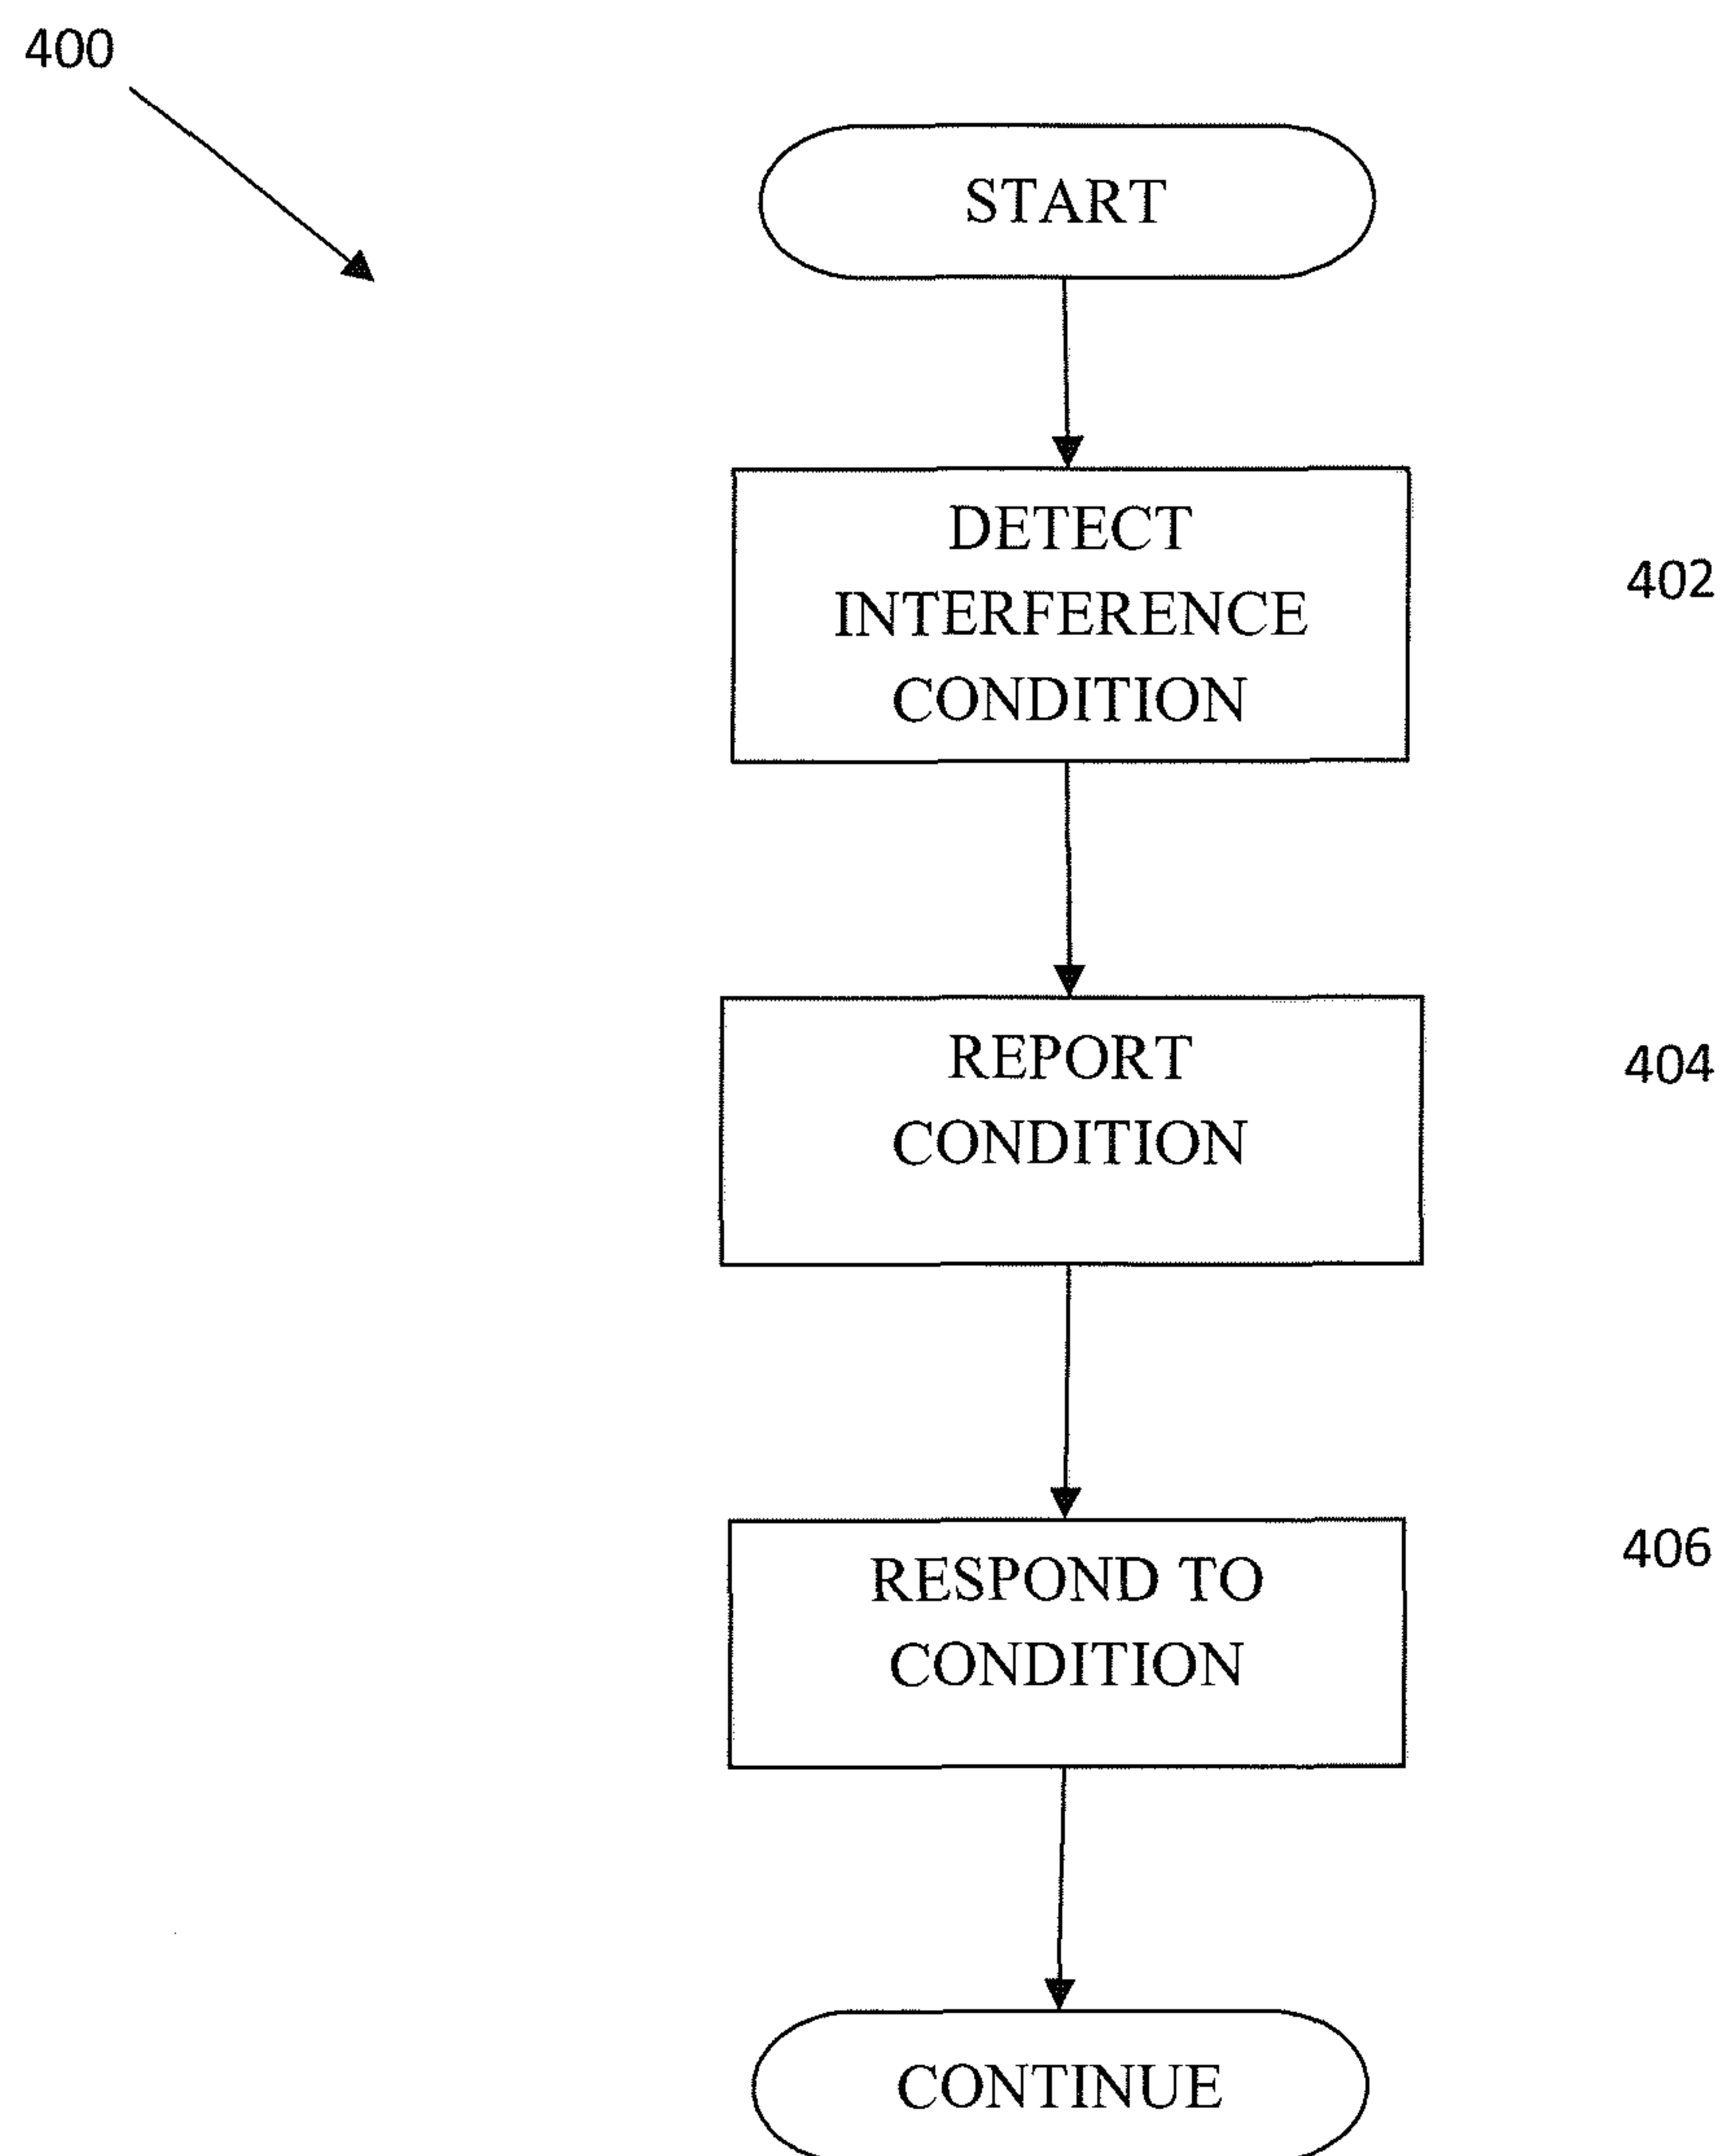 400
START
DETECT
INTERFERENCE
CONDITION
402
REPORT
CONDITION
404
RESPOND TO
CONDITION
406
CONTINUE